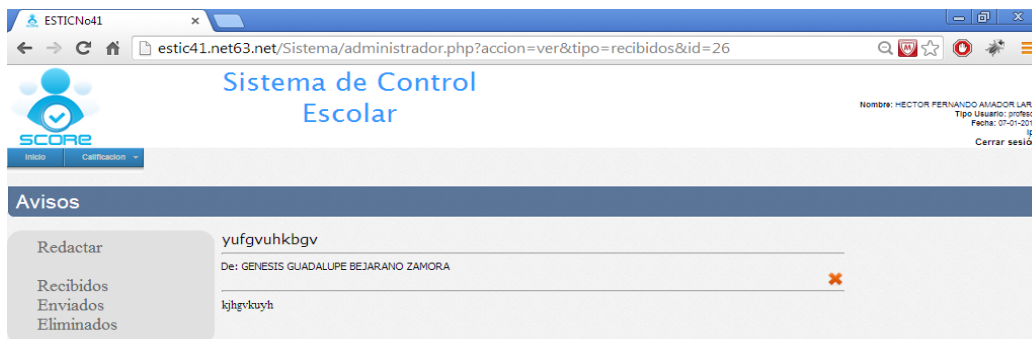 ESTICNo41
estic41.net63.net/Sistema/administrador.php?accion=ver&tipo=recibidos&id=26
Sistema de Control
Escolar
SCORE
Nombre: HECTOR FERNANDO AMADOR LAR
Tipo Usuario: profeso
Fecha: 07-01-201
Ip
Cerrar sesió
Inicio Calificacion
Avisos
Redactar
Recibidos
Enviados
Eliminados
yufgvuhkbgv
De: GENESIS GUADALUPE BEJARANO ZAMORA
kjhgvkuyh